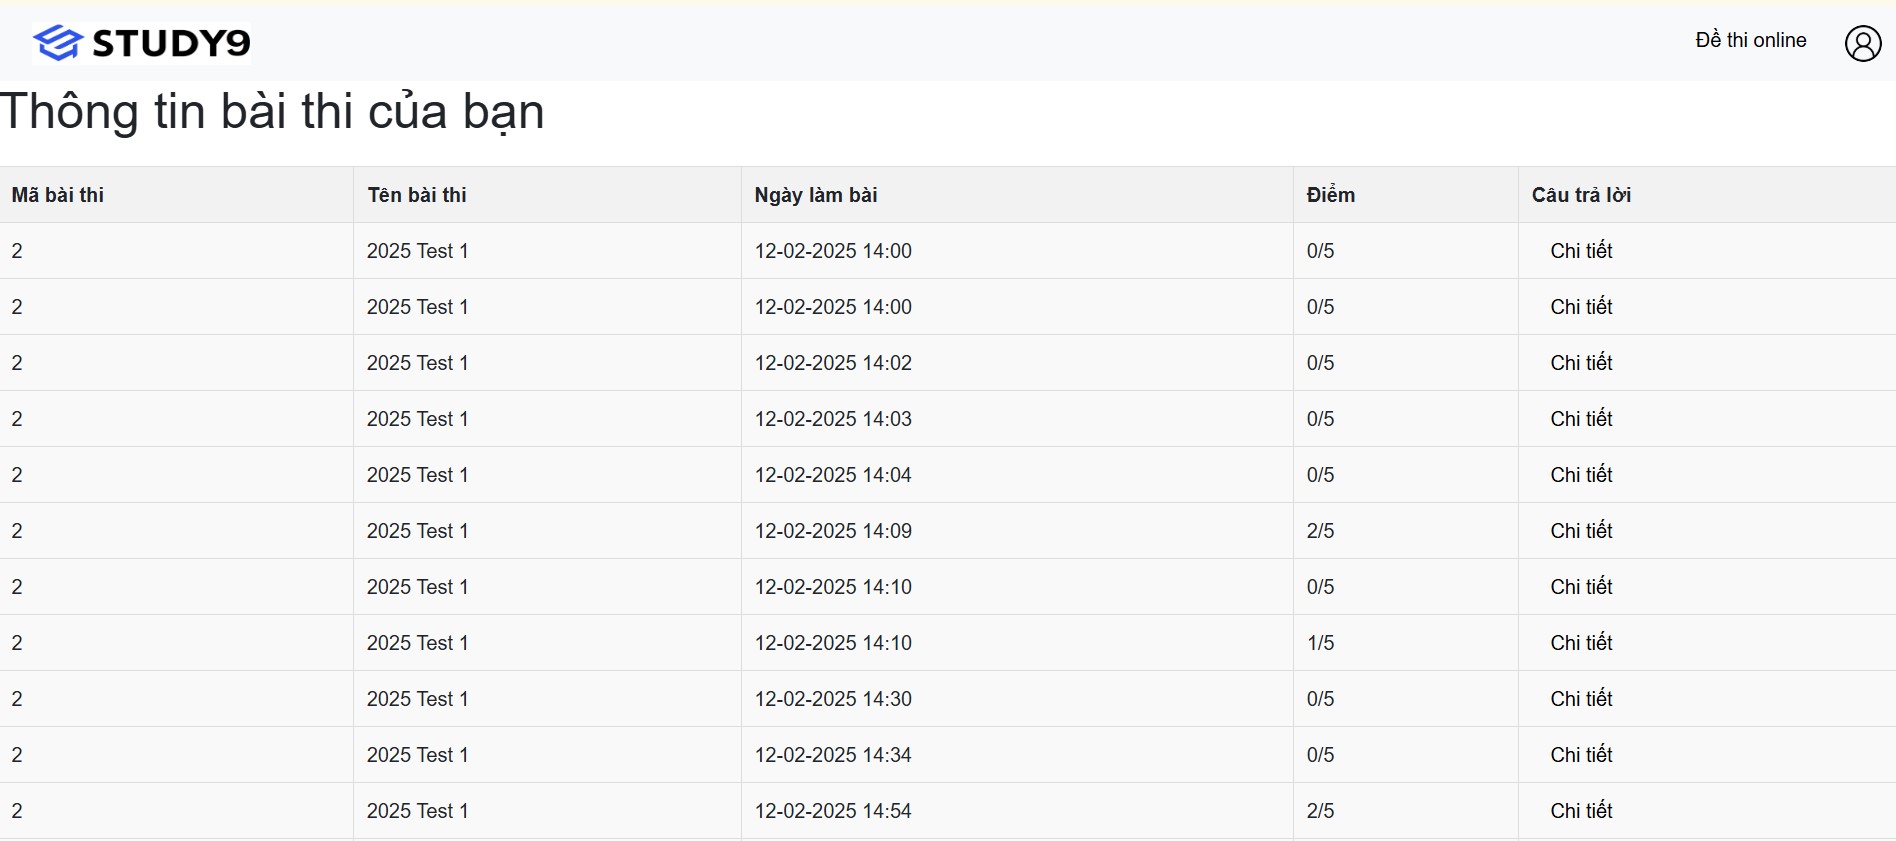 STUDY9
Đề thi online
Thông tin bài thi của bạn
Mã bài thi Tên bài thi Ngày làm bài Điểm Câu trả lời
2 2025 Test 1 12-02-2025 14:00 0/5 Chi tiết
2 2025 Test 1 12-02-2025 14:00 0/5 Chi tiết
2 2025 Test 1 12-02-2025 14:02 0/5 Chi tiết
2 2025 Test 1 12-02-2025 14:03 0/5 Chi tiết
2 2025 Test 1 12-02-2025 14:04 0/5 Chi tiết
2 2025 Test 1 12-02-2025 14:09 2/5 Chi tiết
2 2025 Test 1 12-02-2025 14:10 0/5 Chi tiết
2 2025 Test 1 12-02-2025 14:10 1/5 Chi tiết
2 2025 Test 1 12-02-2025 14:30 0/5 Chi tiết
2 2025 Test 1 12-02-2025 14:34 0/5 Chi tiết
2 2025 Test 1 12-02-2025 14:54 2/5 Chi tiết